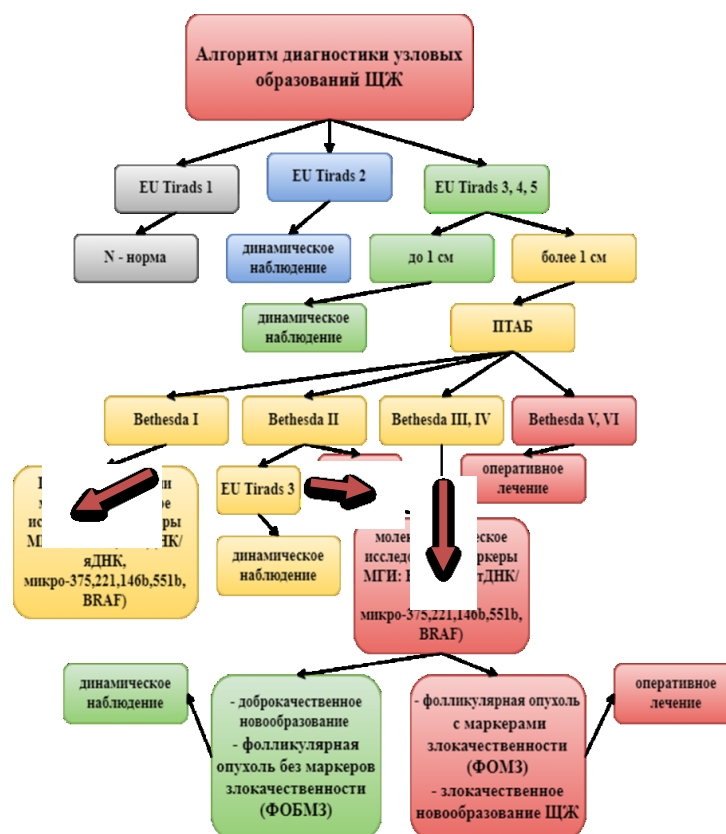 Алгоритм диагностики узловых
образований ЩЖ
EU Tirads 1
EU Tirads 2
EU Tirads 3, 4, 5
N - норма
динамическое
наблюдение
до 1 см
более 1 см
динамическое
наблюдение
ПТАБ
Bethesda I
Bethesda II
Bethesda III, IV
Bethesda V, VI
яДНК,
микро-375,221,146b,551b,
BRAF)
EU Tirads 3
динамическое
наблюдение
оперативное
лечение
МГИ:
микро-375,221,146b,551b,
BRAF)
динамическое
наблюдение
- доброкачественное
новообразование
- фолликулярная
опухоль без маркеров
злокачественности
(ФОБМЗ)
- фолликулярная опухоль
с маркерами
злокачественности
(ФОМЗ)
- злокачественное
новообразование ЩЖ
оперативное
лечение